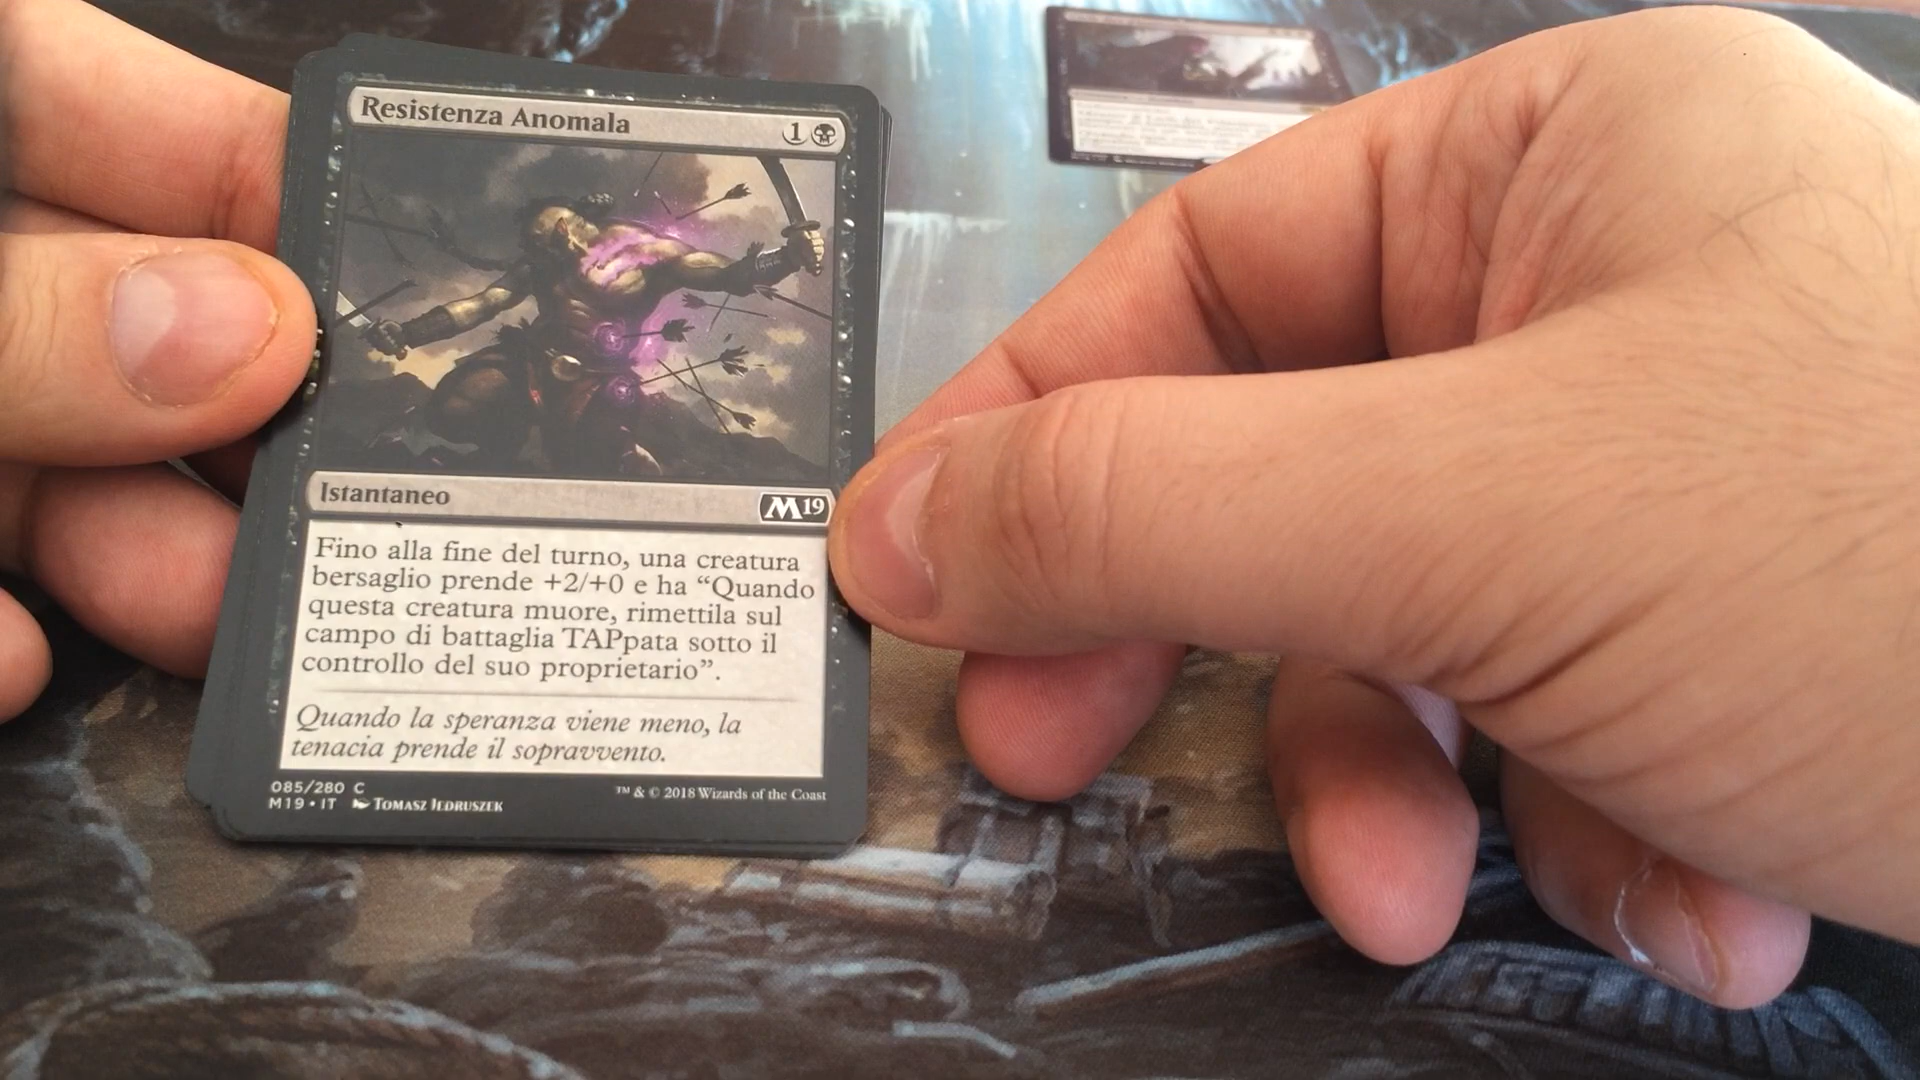 Resistenza Anomala 1
Istantaneo M19
Fino alla fine del turno, una creatura
bersaglio prende +2/+0 e ha “Quando
questa creatura muore, rimettila sul
campo di battaglia TAPpata sotto il
controllo del suo proprietario”.
Quando la speranza viene meno, la
tenacia prende il sopravvento.
085/280 C
M19 • IT TOMASZ JEDRUSZEK
™ & © 2018 Wizards of the Coast